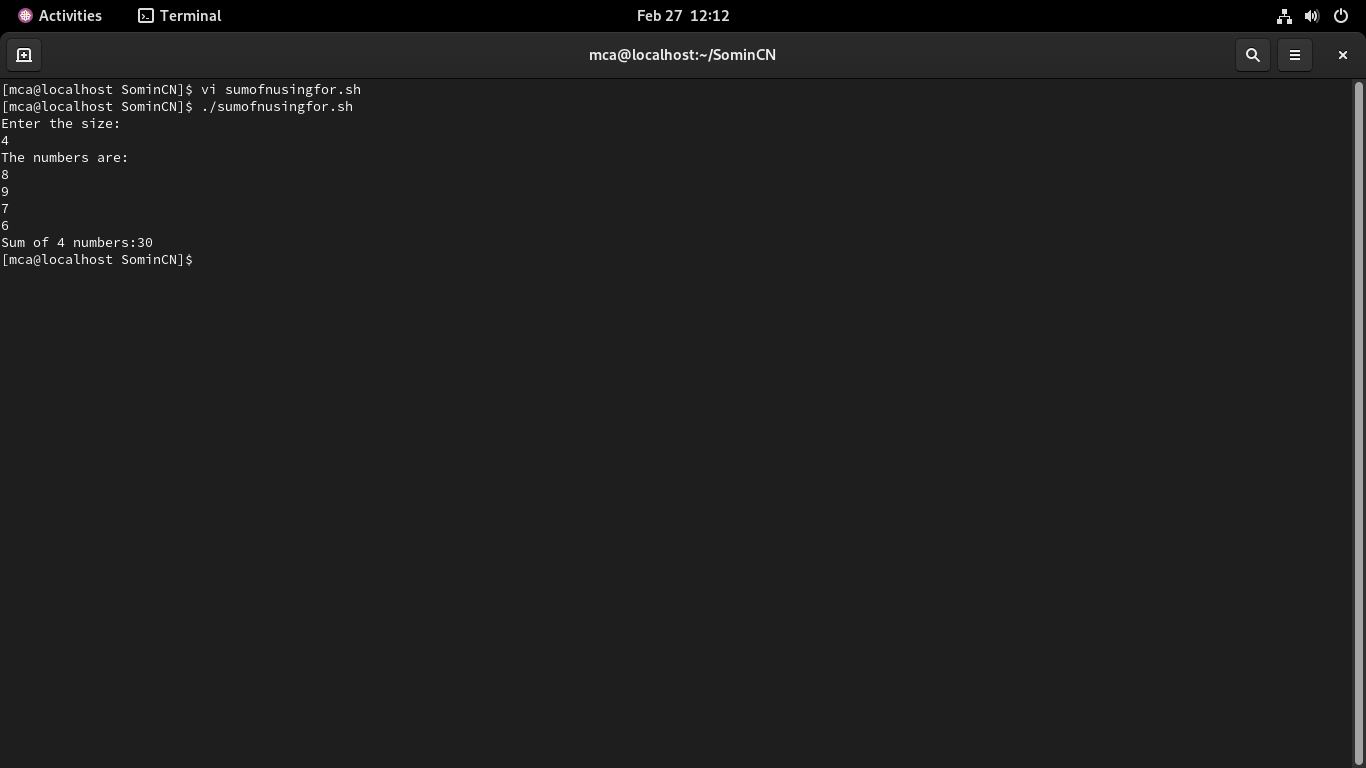 Activities Terminal Feb 27 12:12
mca@localhost:~/SominCN
[mca@localhost SominCN]$ vi sumofnusingfor.sh
[mca@localhost SominCN]$ ./sumofnusingfor.sh
Enter the size:
4
The numbers are:
8
9
7
6
Sum of 4 numbers:30
[mca@localhost SominCN]$